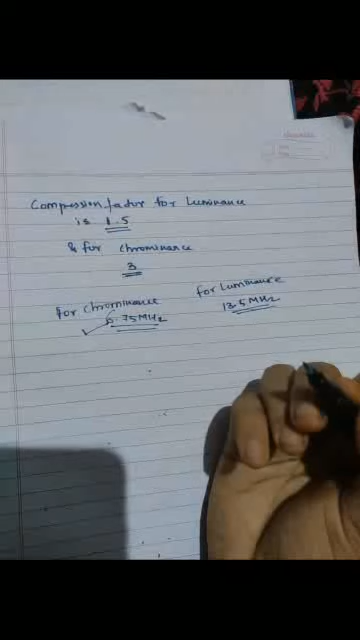 Compression factor for Luminance
is 1.5
& for Chrominance
3
for Chrominance
6.75MHz
for Luminance
13.5MHz